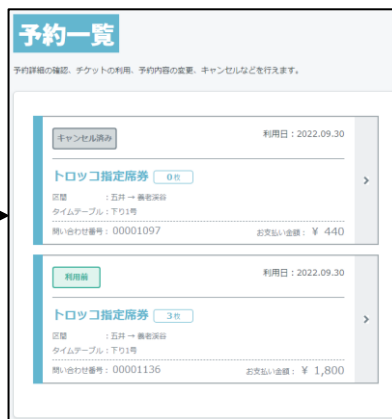 予約一覧
予約詳細の確認、チケットの利用、予約内容の変更、キャンセルなどを行えます。
キャンセル済み 利用日：2022.09.30
トロッコ指定席券 0枚
区間 ：五井 → 養老渓谷
タイムテーブル：下り1号
問い合わせ番号：00001097 お支払い金額：￥ 440
利用前 利用日：2022.09.30
トロッコ指定席券 3枚
区間 ：五井 → 養老渓谷
タイムテーブル：下り1号
問い合わせ番号：00001136 お支払い金額：￥ 1,800